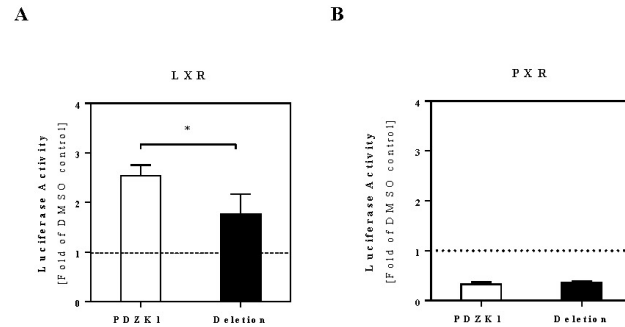 A
B
LXR
PXR
Luciferase Activity
[Fold of DMSO control]
4
3
2
1
0
*
PDZK1
Deletion
Luciferase Activity
[Fold of DMSO control]
4
3
2
1
0
PDZK1
Deletion